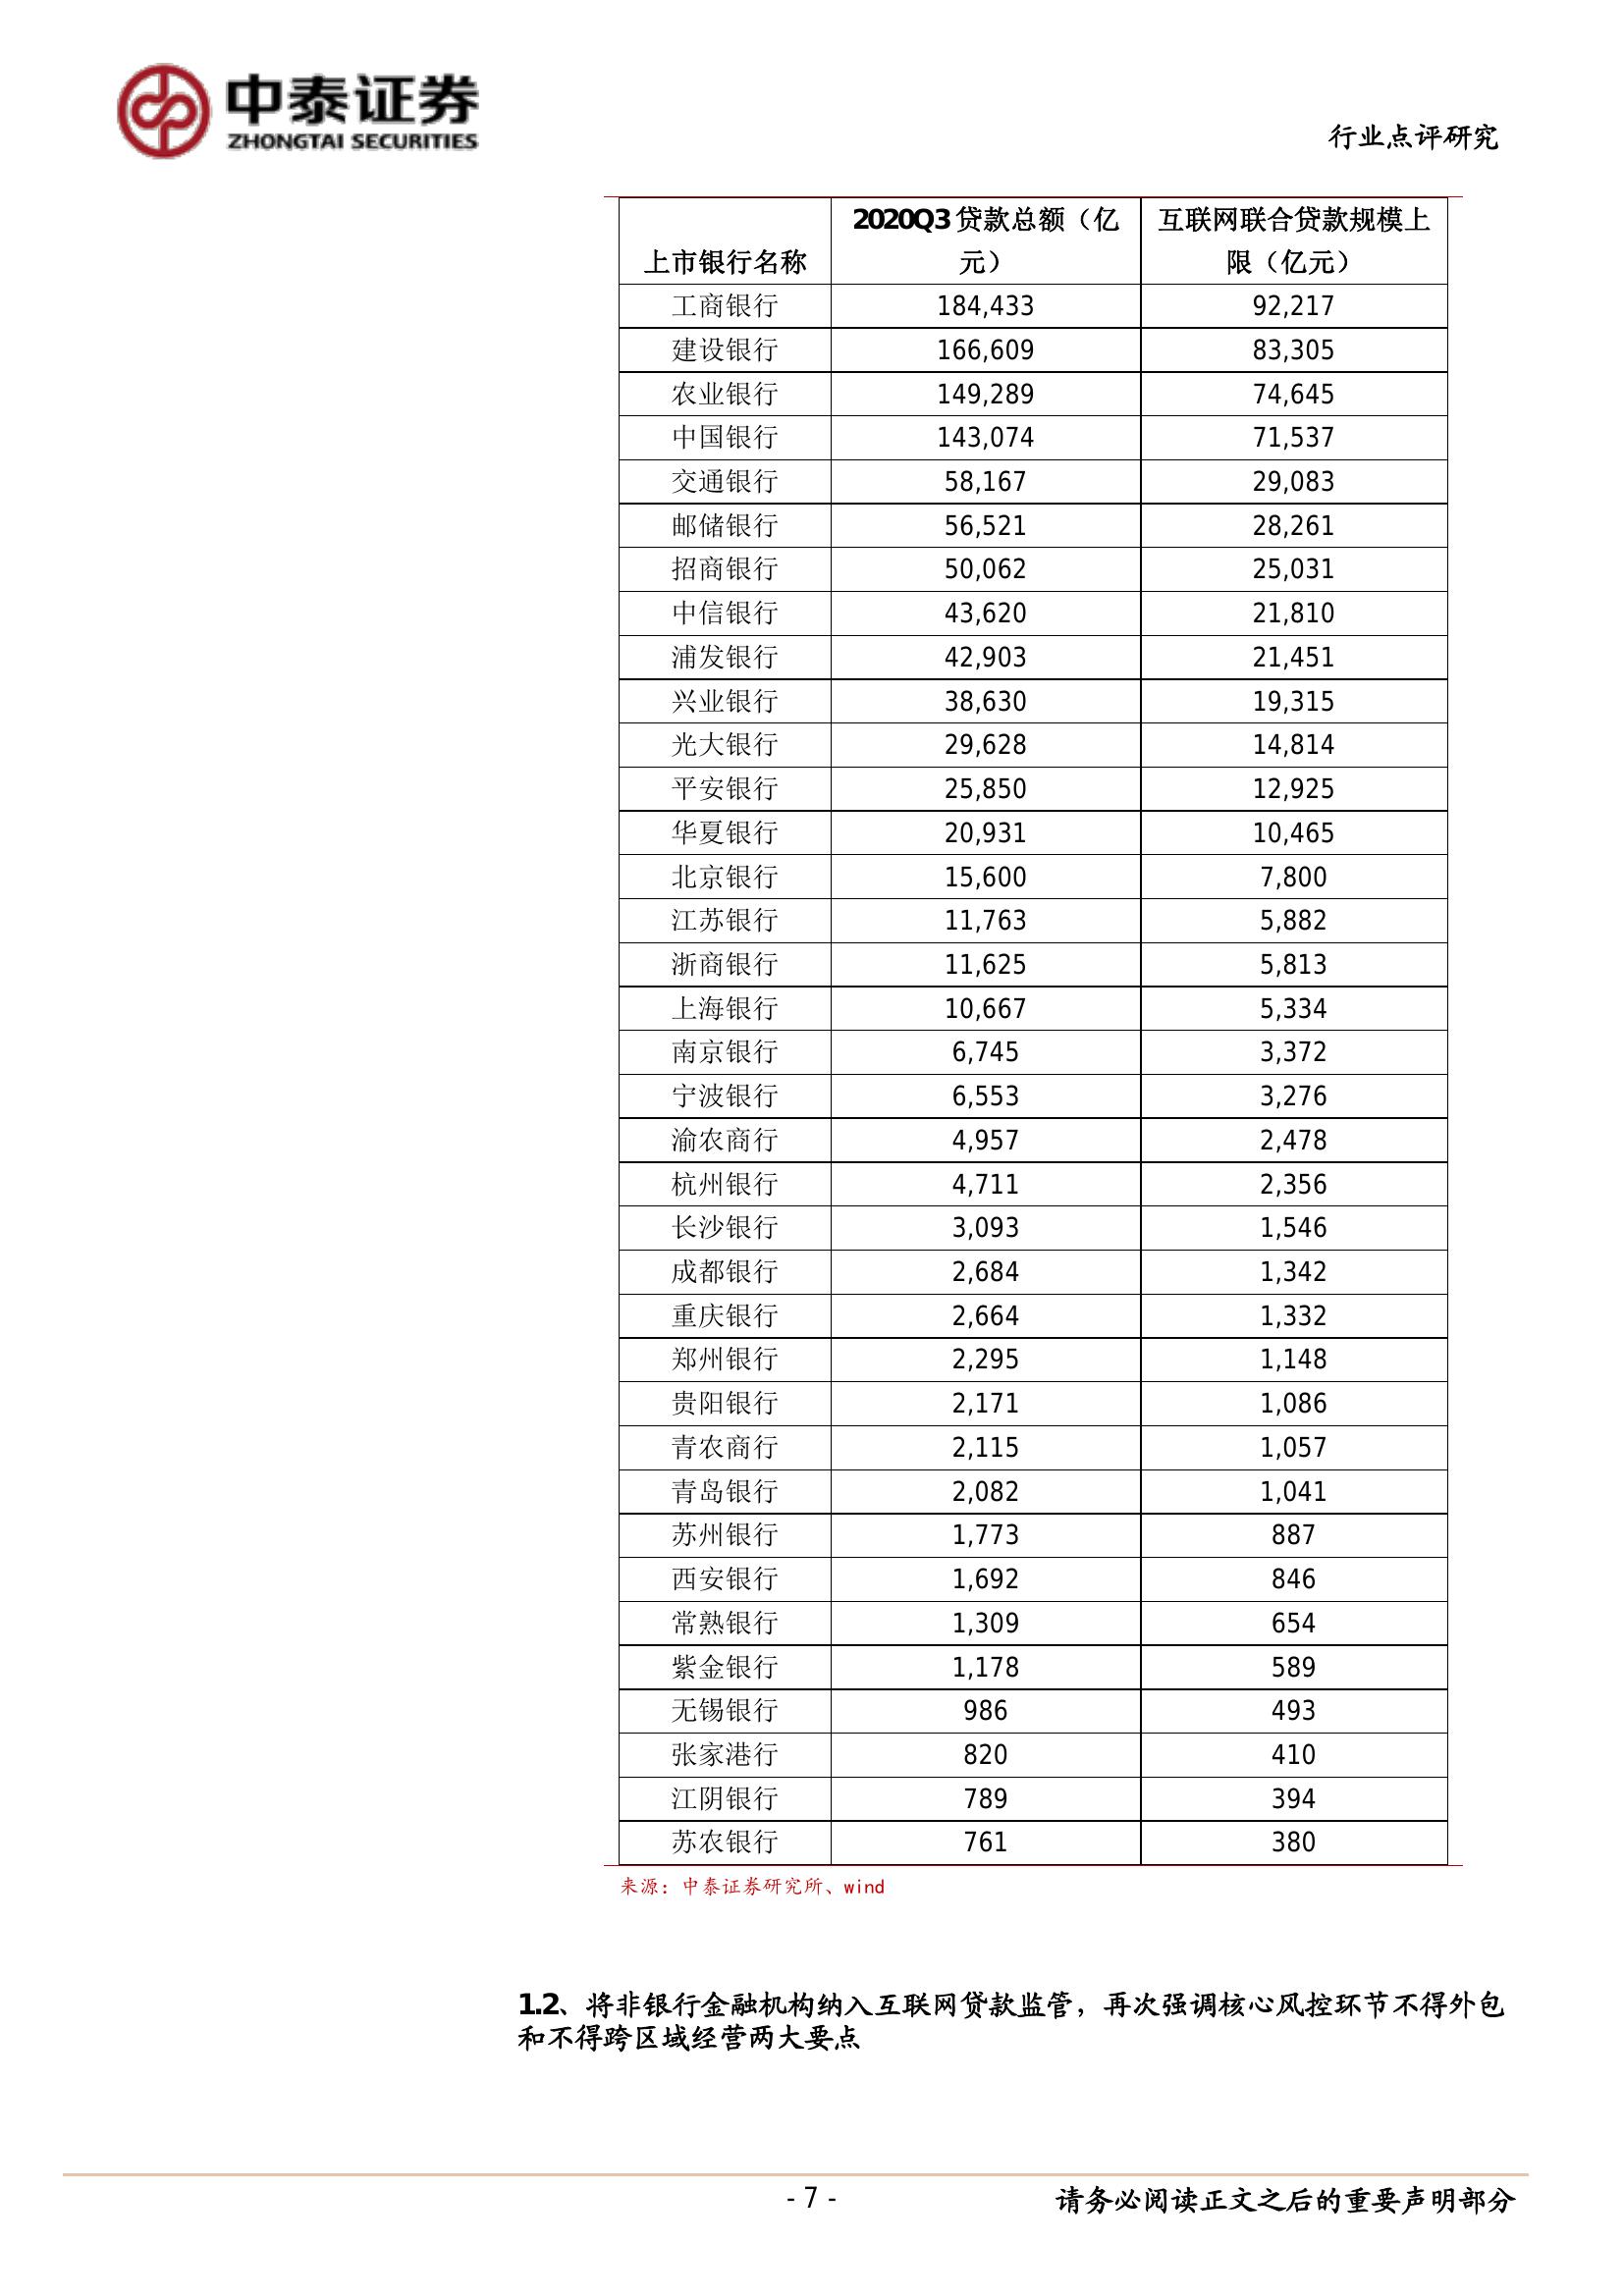 中泰证券
ZHONGTAI SECURITIES
行业点评研究
上市银行名称 2020Q3 贷款总额（亿元） 互联网联合贷款规模上限（亿元）
工商银行 184,433 92,217
建设银行 166,609 83,305
农业银行 149,289 74,645
中国银行 143,074 71,537
交通银行 58,167 29,083
邮储银行 56,521 28,261
招商银行 50,062 25,031
中信银行 43,620 21,810
浦发银行 42,903 21,451
兴业银行 38,630 19,315
光大银行 29,628 14,814
平安银行 25,850 12,925
华夏银行 20,931 10,465
北京银行 15,600 7,800
江苏银行 11,763 5,882
浙商银行 11,625 5,813
上海银行 10,667 5,334
南京银行 6,745 3,372
宁波银行 6,553 3,276
渝农商行 4,957 2,478
杭州银行 4,711 2,356
长沙银行 3,093 1,546
成都银行 2,684 1,342
重庆银行 2,664 1,332
郑州银行 2,295 1,148
贵阳银行 2,171 1,086
青农商行 2,115 1,057
青岛银行 2,082 1,041
苏州银行 1,773 887
西安银行 1,692 846
常熟银行 1,309 654
紫金银行 1,178 589
无锡银行 986 493
张家港行 820 410
江阴银行 789 394
苏农银行 761 380
来源：中泰证券研究所、wind
1.2、将非银行金融机构纳入互联网贷款监管，再次强调核心风控环节不得外包
和不得跨区域经营两大要点
- 7 -
请务必阅读正文之后的重要声明部分